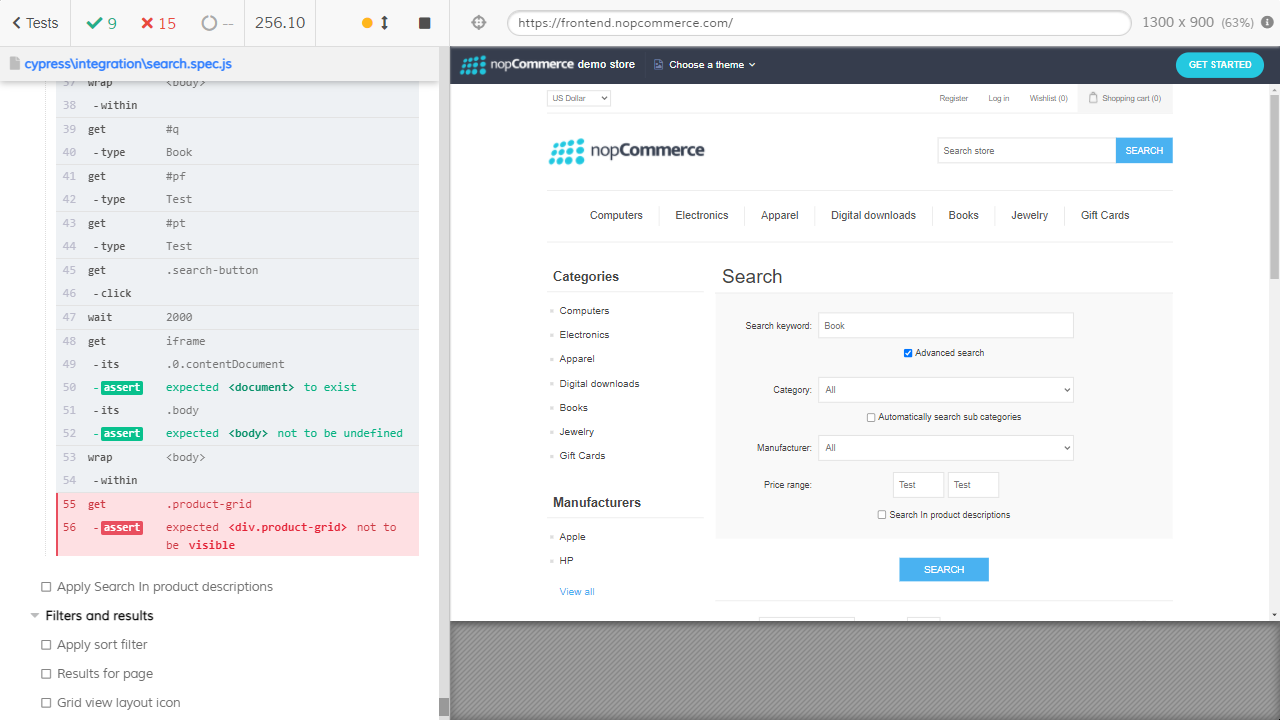 Tests
9
15
--
256.10
https://frontend.nopcommerce.com/
1300 x 900 (63%)
cypress\integration\search.spec.js
37 wrap <body>
38 -within
39 get #q
40 -type Book
41 get #pf
42 -type Test
43 get #pt
44 -type Test
45 get .search-button
46 -click
47 wait 2000
48 get iframe
49 -its .0.contentDocument
50 -assert expected <document> to exist
51 -its .body
52 -assert expected <body> not to be undefined
53 wrap <body>
54 -within
55 get .product-grid
56 -assert expected <div.product-grid> not to
be visible
Apply Search In product descriptions
Filters and results
Apply sort filter
Results for page
Grid view layout icon
nopCommerce demo store
Choose a theme
GET STARTED
US Dollar
Register
Log in
Wishlist (0)
Shopping cart (0)
nopCommerce
Search store
SEARCH
Computers
Electronics
Apparel
Digital downloads
Books
Jewelry
Gift Cards
Categories
Computers
Electronics
Apparel
Digital downloads
Books
Jewelry
Gift Cards
Manufacturers
Apple
HP
View all
Search
Search keyword: Book
Advanced search
Category: All
Automatically search sub categories
Manufacturer: All
Price range: Test Test
Search In product descriptions
SEARCH